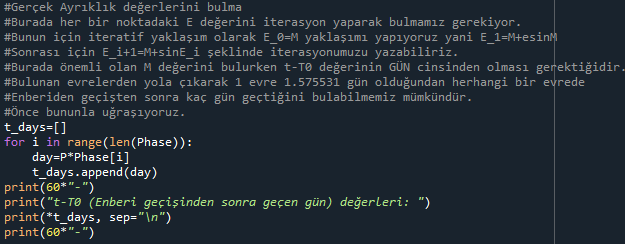 #Gerçek Ayrıklık değerlerini bulma
#Burada her bir noktadaki E değerini iterasyon yaparak bulmamız gerekiyor.
#Bunun için iteratif yaklaşım olarak E_0=M yaklaşımı yapıyoruz yani E_1=M+esinM
#Sonrası için E_i+1=M+sinE_i şeklinde iterasyonumuzu yazabiliriz.
#Burada önemli olan M değerini bulurken t-T0 değerinin GÜN cinsinden olması gerektiğidir.
#Bulunan evrelerden yola çıkarak 1 evre 1.575531 gün olduğundan herhangi bir evrede
#Enberiden geçişten sonra kaç gün geçtiğini bulabilmemiz mümkündür.
#Önce bununla uğraşıyoruz.
t_days=[]
for i in range(len(Phase)):
    day=P*Phase[i]
    t_days.append(day)
print(60*"-")
print("t-T0 (Enberi geçişinden sonra geçen gün) değerleri: ")
print(*t_days, sep="\n")
print(60*"-")